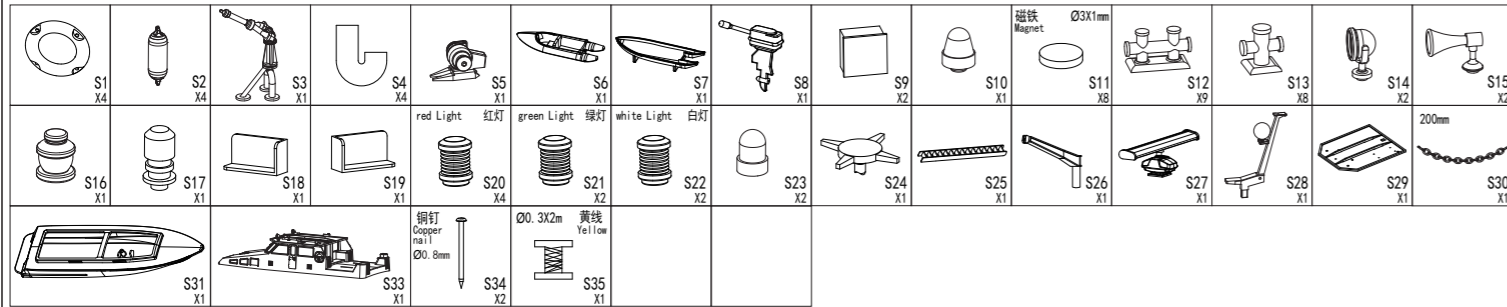 S1
X4
S2
X4
S3
X1
S4
X4
S5
X1
S6
X1
S7
X1
S8
X1
S9
X2
S10
X1
磁铁 Ø3X1mm
Magnet
S11
X8
S12
X9
S13
X8
S14
X2
S15
X2
S16
X1
S17
X1
S18
X1
S19
X1
red Light 红灯
S20
X4
green Light 绿灯
S21
X2
white Light 白灯
S22
X2
S23
X2
S24
X1
S25
X1
S26
X1
S27
X1
S28
X1
S29
X1
200mm
S30
X1
S31
X1
S33
X1
铜钉
Copper
nail
Ø0.8mm
S34
X2
Ø0.3X2m 黄线
Yellow
S35
X1